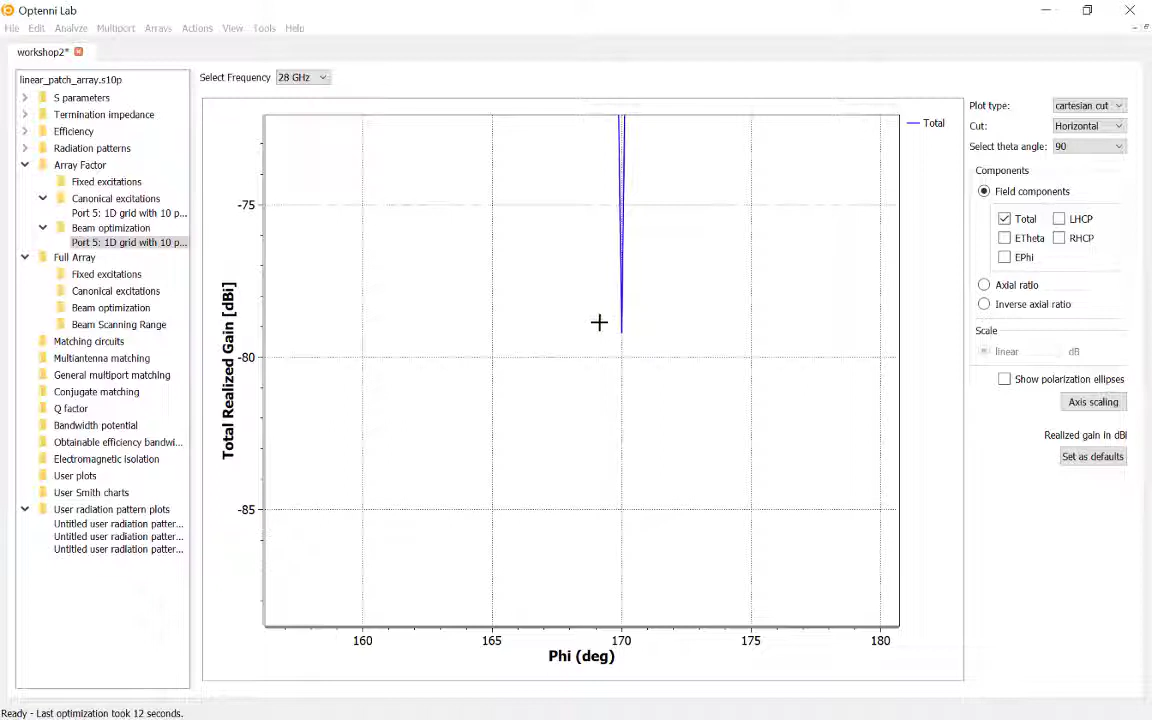 Optenni Lab
File Edit Analyze Multiport Arrays Actions View Tools Help
workshop2*
linear_patch_array.s10p
S parameters
Termination impedance
Efficiency
Radiation patterns
Array Factor
Fixed excitations
Canonical excitations
Port 5: 1D grid with 10 p...
Beam optimization
Port 5: 1D grid with 10 p...
Full Array
Fixed excitations
Canonical excitations
Beam optimization
Beam Scanning Range
Matching circuits
Multiantenna matching
General multiport matching
Conjugate matching
Q factor
Bandwidth potential
Obtainable efficiency bandwi...
Electromagnetic isolation
User plots
User Smith charts
User radiation pattern plots
Untitled user radiation patter...
Untitled user radiation patter...
Untitled user radiation patter...
Select Frequency 28 GHz
Total Realized Gain [dBi]
-75
-80
-85
160 165 170 175 180
Phi (deg)
Total
Plot type: cartesian cut
Cut: Horizontal
Select theta angle: 90
Components
Field components
Total LHCP
ETheta RHCP
EPhi
Axial ratio
Inverse axial ratio
Scale
linear dB
Show polarization ellipses
Axis scaling
Realized gain in dBi
Set as defaults
Ready - Last optimization took 12 seconds.